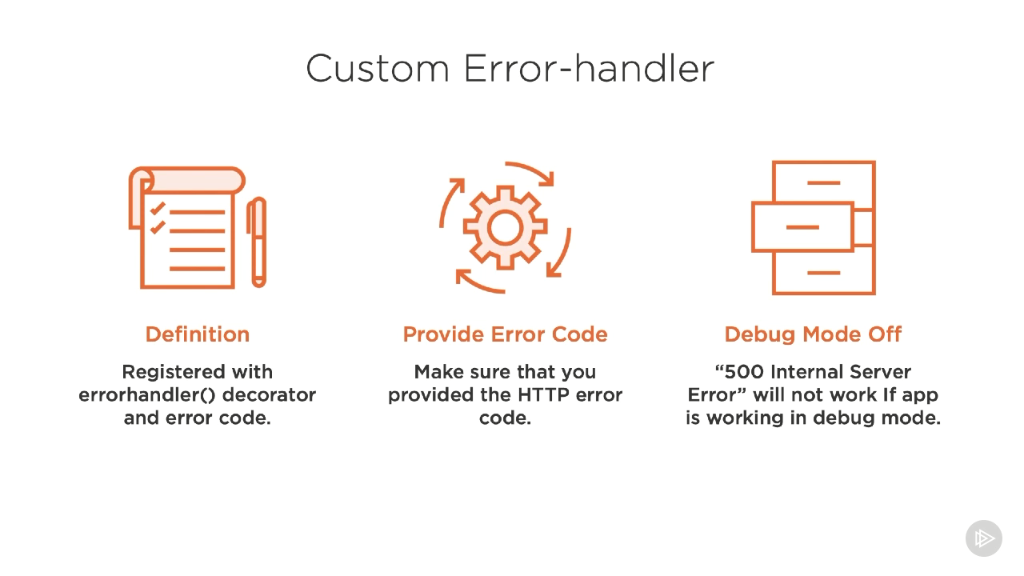 Custom Error-handler
Definition
Registered with
errorhandler() decorator
and error code.
Provide Error Code
Make sure that you
provided the HTTP error
code.
Debug Mode Off
“500 Internal Server
Error” will not work If app
is working in debug mode.